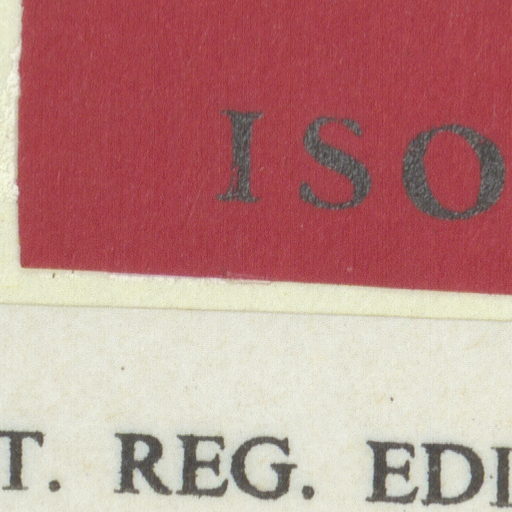 ISO
T. REG. EDI